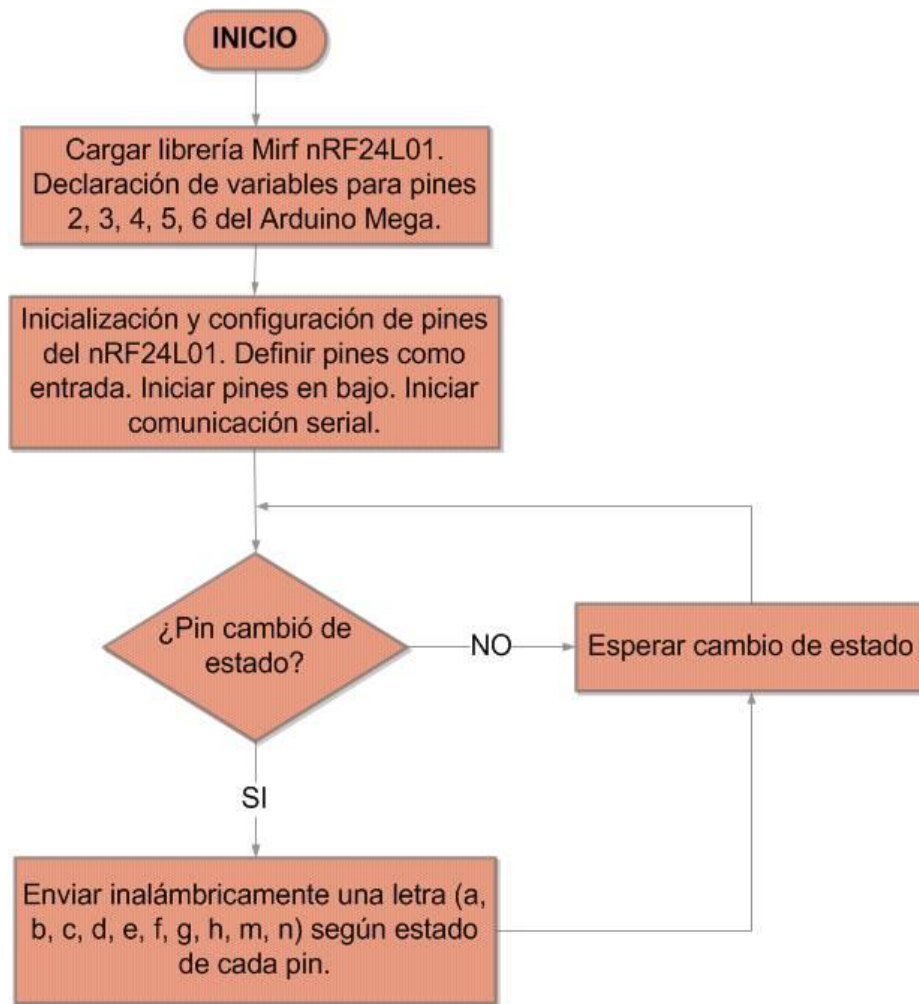 INICIO
Cargar librería Mirf nRF24L01.
Declaración de variables para pines
2, 3, 4, 5, 6 del Arduino Mega.
Inicialización y configuración de pines
del nRF24L01. Definir pines como
entrada. Iniciar pines en bajo. Iniciar
comunicación serial.
¿Pin cambió de
estado?
NO
Esperar cambio de estado
SI
Enviar inalámbricamente una letra (a,
b, c, d, e, f, g, h, m, n) según estado
de cada pin.